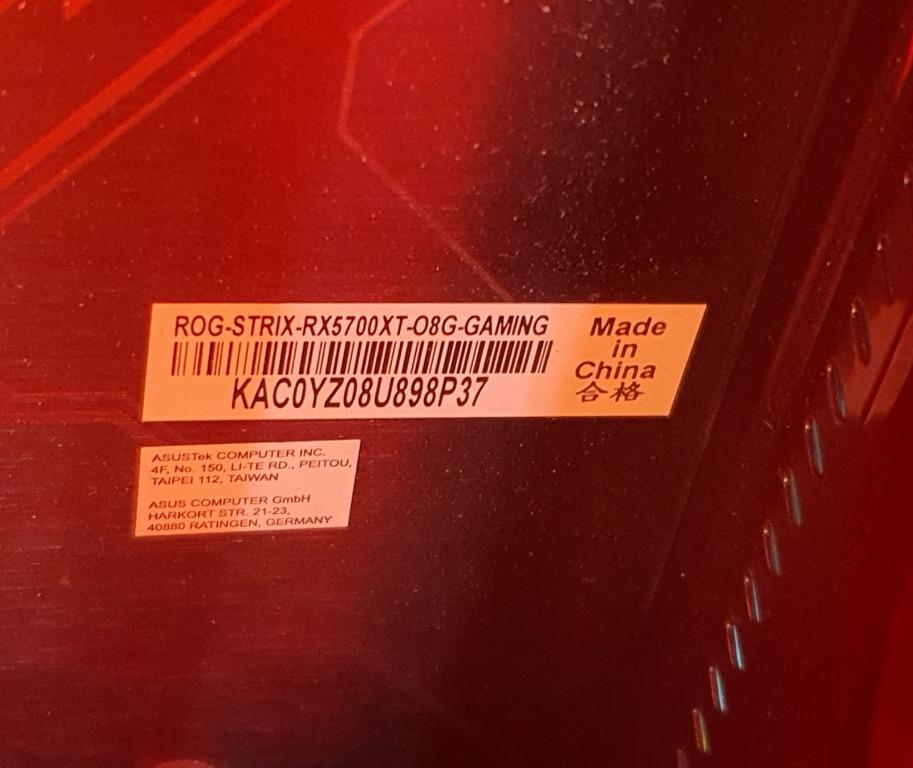 ROG-STRIX-RX5700XT-O8G-GAMING
KAC0YZ08U898P37
Made
in
China
合格
ASUSTek COMPUTER INC.
4F, No. 150, LI-TE RD., PEITOU,
TAIPEI 112, TAIWAN
ASUS COMPUTER GmbH
HARKORT STR. 21-23,
40880 RATINGEN, GERMANY